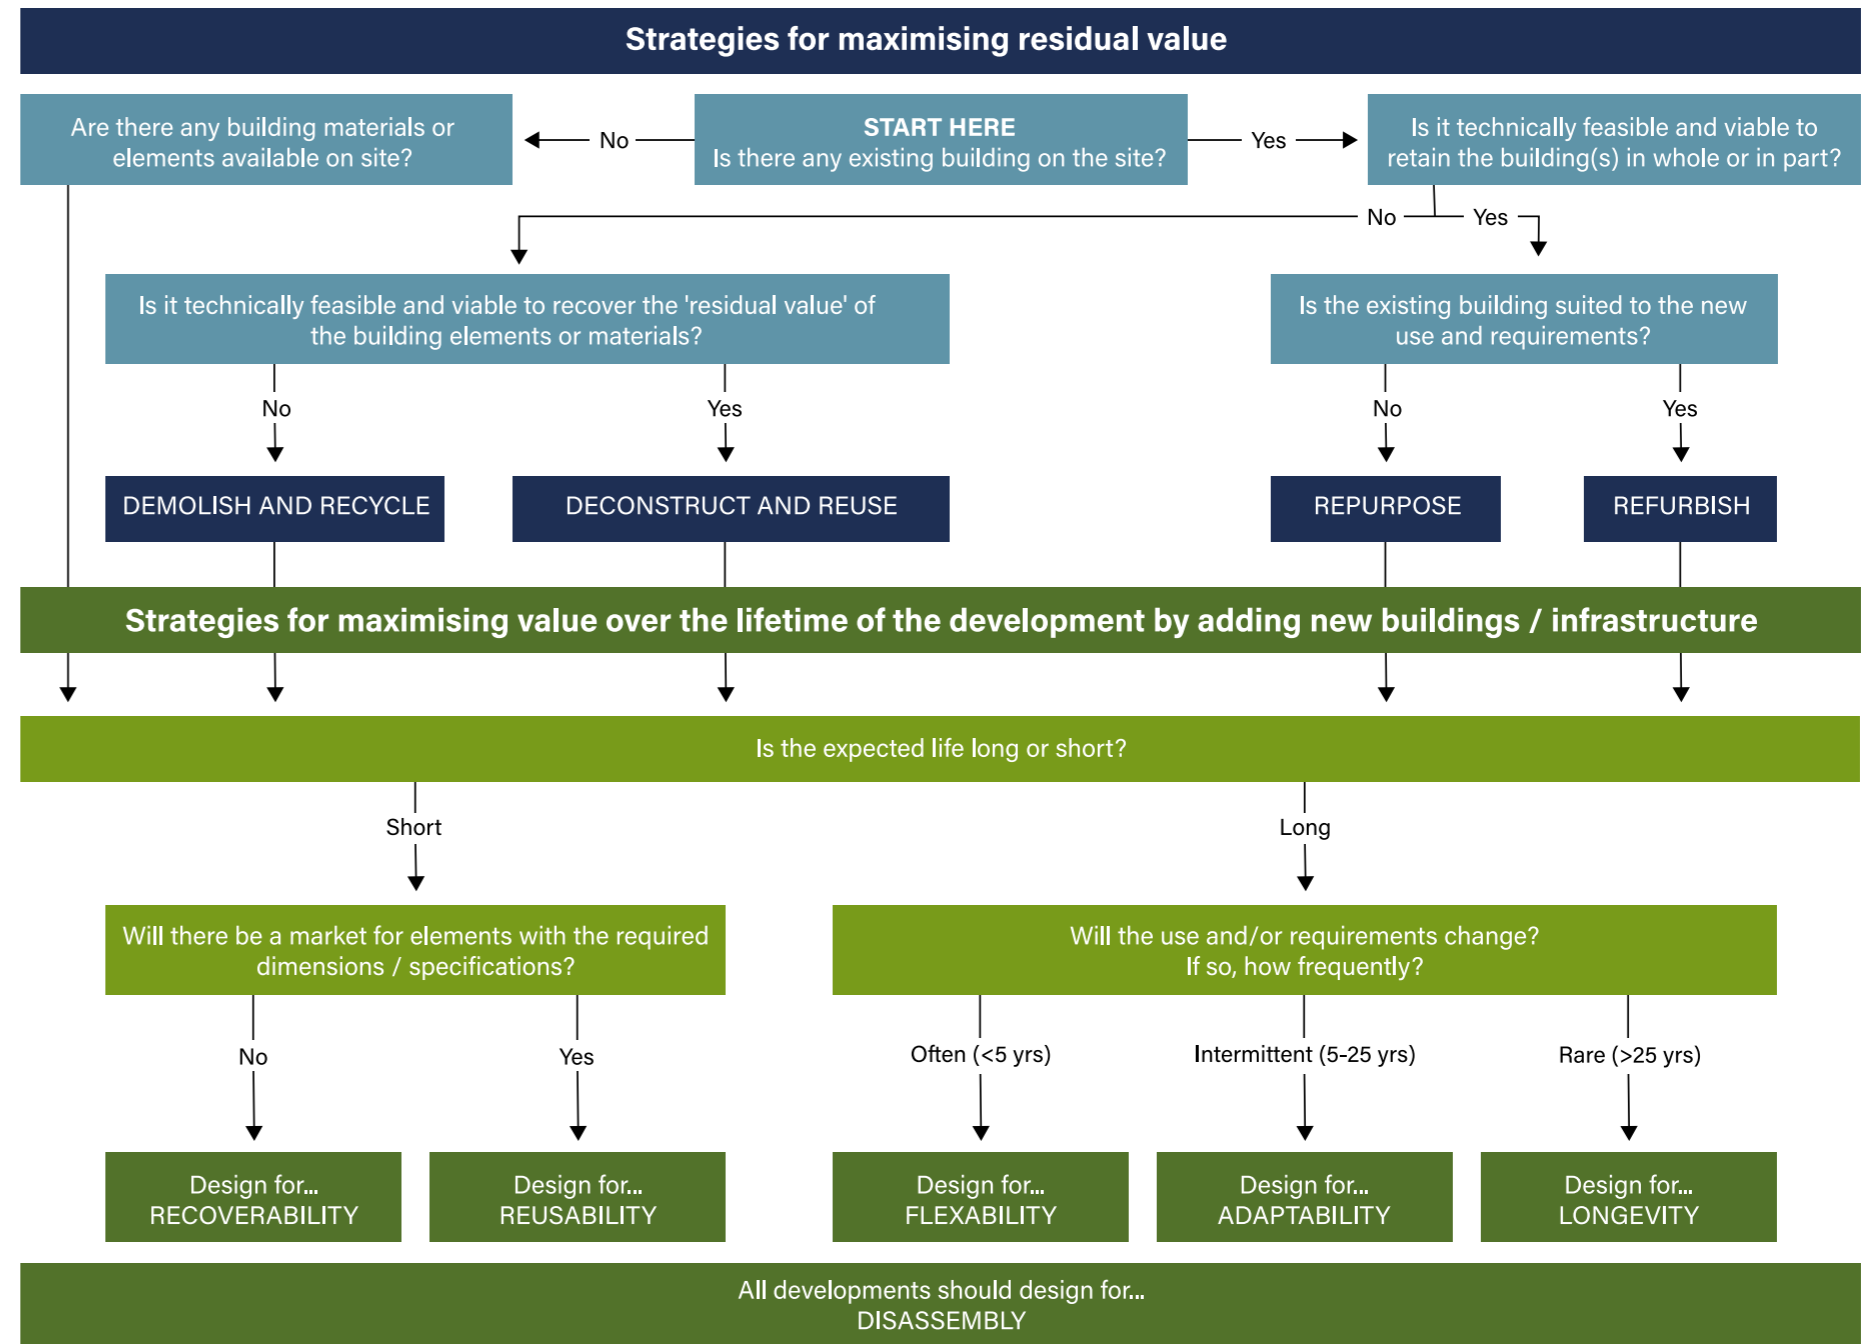 Strategies for maximising residual value
Are there any building materials or
elements available on site?
No
START HERE
Is there any existing building on the site?
Yes
Is it technically feasible and viable to
retain the building(s) in whole or in part?
No
Yes
Is it technically feasible and viable to recover the 'residual value' of
the building elements or materials?
Is the existing building suited to the new
use and requirements?
No
Yes
No
Yes
DEMOLISH AND RECYCLE
DECONSTRUCT AND REUSE
REPURPOSE
REFURBISH
Strategies for maximising value over the lifetime of the development by adding new buildings / infrastructure
Is the expected life long or short?
Short
Long
Will there be a market for elements with the required
dimensions / specifications?
Will the use and/or requirements change?
If so, how frequently?
No
Yes
Often (<5 yrs)
Intermittent (5-25 yrs)
Rare (>25 yrs)
Design for...
RECOVERABILITY
Design for...
REUSABILITY
Design for...
FLEXABILITY
Design for...
ADAPTABILITY
Design for...
LONGEVITY
All developments should design for...
DISASSEMBLY